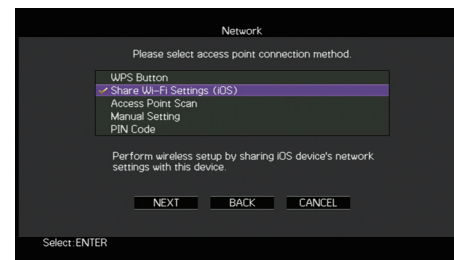 Network
Please select access point connection method.
WPS Button
Share Wi-Fi Settings (iOS)
Access Point Scan
Manual Setting
PIN Code
Perform wireless setup by sharing iOS device's network
settings with this device.
NEXT BACK CANCEL
Select:ENTER